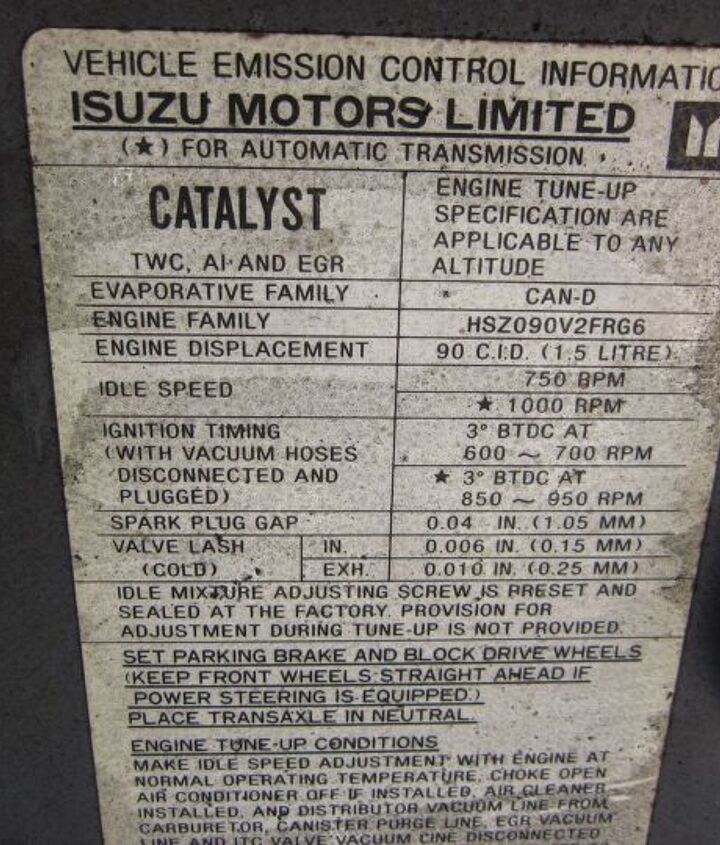 VEHICLE EMISSION CONTROL INFORMATIO
ISUZU MOTORS LIMITED
(★) FOR AUTOMATIC TRANSMISSION
CATALYST
TWC, AI AND EGR
ENGINE TUNE-UP
SPECIFICATION ARE
APPLICABLE TO ANY
ALTITUDE
EVAPORATIVE FAMILY CAN-D
ENGINE FAMILY HSZ090V2FRG6
ENGINE DISPLACEMENT 90 C.I.D. (1.5 LITRE)
IDLE SPEED
750 RPM
★ 1000 RPM
IGNITION TIMING
(WITH VACUUM HOSES
DISCONNECTED AND
PLUGGED)
3° BTDC AT
600 ~ 700 RPM
★ 3° BTDC AT
850 ~ 950 RPM
SPARK PLUG GAP 0.04 IN. (1.05 MM)
VALVE LASH IN. 0.006 IN. (0.15 MM)
(COLD) EXH. 0.010 IN. (0.25 MM)
IDLE MIXTURE ADJUSTING SCREW IS PRESET AND
SEALED AT THE FACTORY. PROVISION FOR
ADJUSTMENT DURING TUNE-UP IS NOT PROVIDED.
SET PARKING BRAKE AND BLOCK DRIVE WHEELS
(KEEP FRONT WHEELS STRAIGHT AHEAD IF
POWER STEERING IS EQUIPPED.)
PLACE TRANSAXLE IN NEUTRAL.
ENGINE TUNE-UP CONDITIONS
MAKE IDLE SPEED ADJUSTMENT WITH ENGINE AT
NORMAL OPERATING TEMPERATURE, CHOKE OPEN
AIR CONDITIONER OFF IF INSTALLED, AIR CLEANER
INSTALLED, AND DISTRIBUTOR VACUUM LINE FROM
CARBURETOR, CANISTER PURGE LINE, EGR VACUUM
LINE AND ITC VALVE VACUUM LINE DISCONNECTED